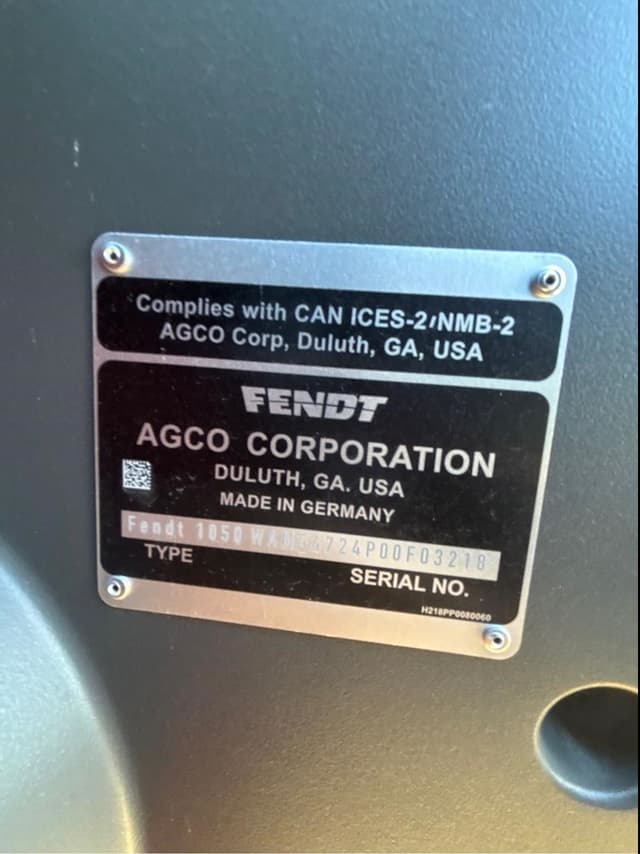 Complies with CAN ICES-2/NMB-2
AGCO Corp, Duluth, GA, USA
FENDT
AGCO CORPORATION
DULUTH, GA. USA
MADE IN GERMANY
Fendt 1050
TYPE
SERIAL NO.
H218PP0080060